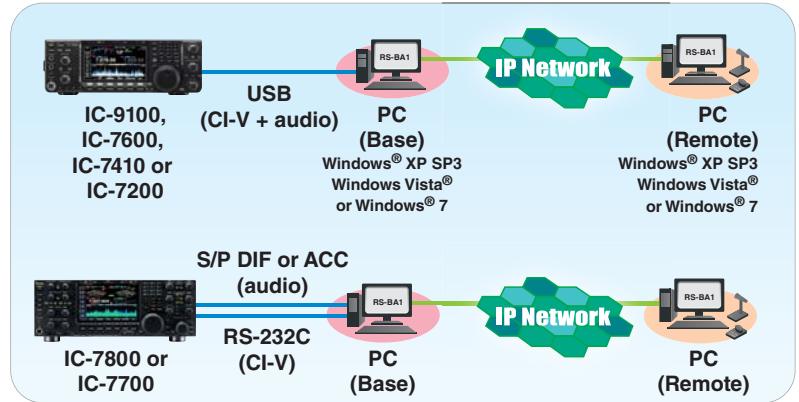 RS-BA1
RS-BA1
IP Network
USB
(CI-V + audio)
IC-9100,
IC-7600,
IC-7410 or
IC-7200
PC
(Base)
Windows® XP SP3
Windows Vista®
or Windows® 7
PC
(Remote)
Windows® XP SP3
Windows Vista®
or Windows® 7
S/P DIF or ACC
(audio)
RS-BA1
RS-BA1
IP Network
RS-232C
(CI-V)
IC-7800 or
IC-7700
PC
(Base)
PC
(Remote)